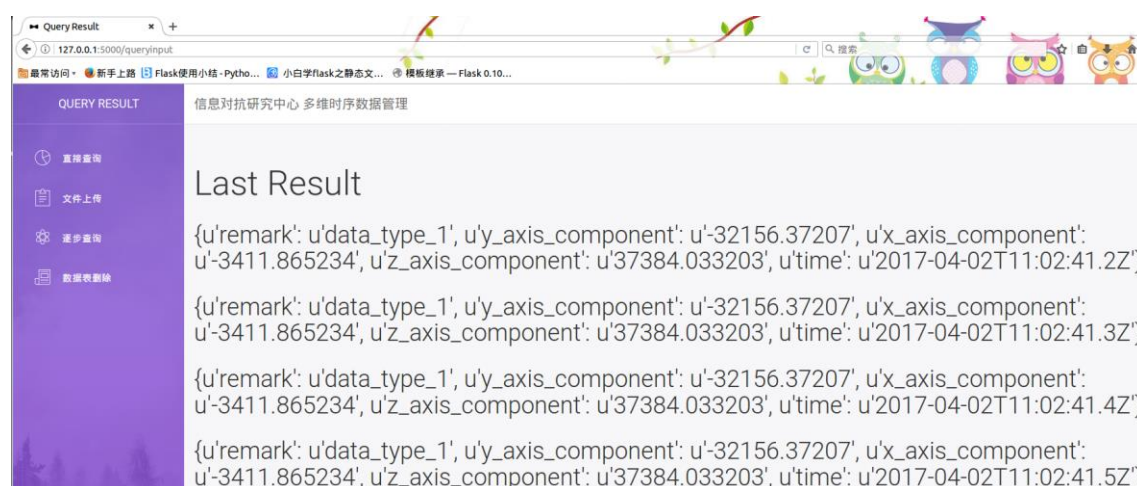 Query Result × +
127.0.0.1:5000/queryinput
搜索
最常访问 新手上路 Flask使用小结 - Pytho... 小白学flask之静态文... 模板继承 — Flask 0.10...
QUERY RESULT
信息对抗研究中心 多维时序数据管理
直接查询
文件上传
逐步查询
数据表删除
Last Result
{u'remark': u'data_type_1', u'y_axis_component': u'-32156.37207', u'x_axis_component':
u'-3411.865234', u'z_axis_component': u'37384.033203', u'time': u'2017-04-02T11:02:41.2Z'}
{u'remark': u'data_type_1', u'y_axis_component': u'-32156.37207', u'x_axis_component':
u'-3411.865234', u'z_axis_component': u'37384.033203', u'time': u'2017-04-02T11:02:41.3Z'}
{u'remark': u'data_type_1', u'y_axis_component': u'-32156.37207', u'x_axis_component':
u'-3411.865234', u'z_axis_component': u'37384.033203', u'time': u'2017-04-02T11:02:41.4Z'}
{u'remark': u'data_type_1', u'y_axis_component': u'-32156.37207', u'x_axis_component':
u'-3411.865234', u'z_axis_component': u'37384.033203', u'time': u'2017-04-02T11:02:41.5Z'